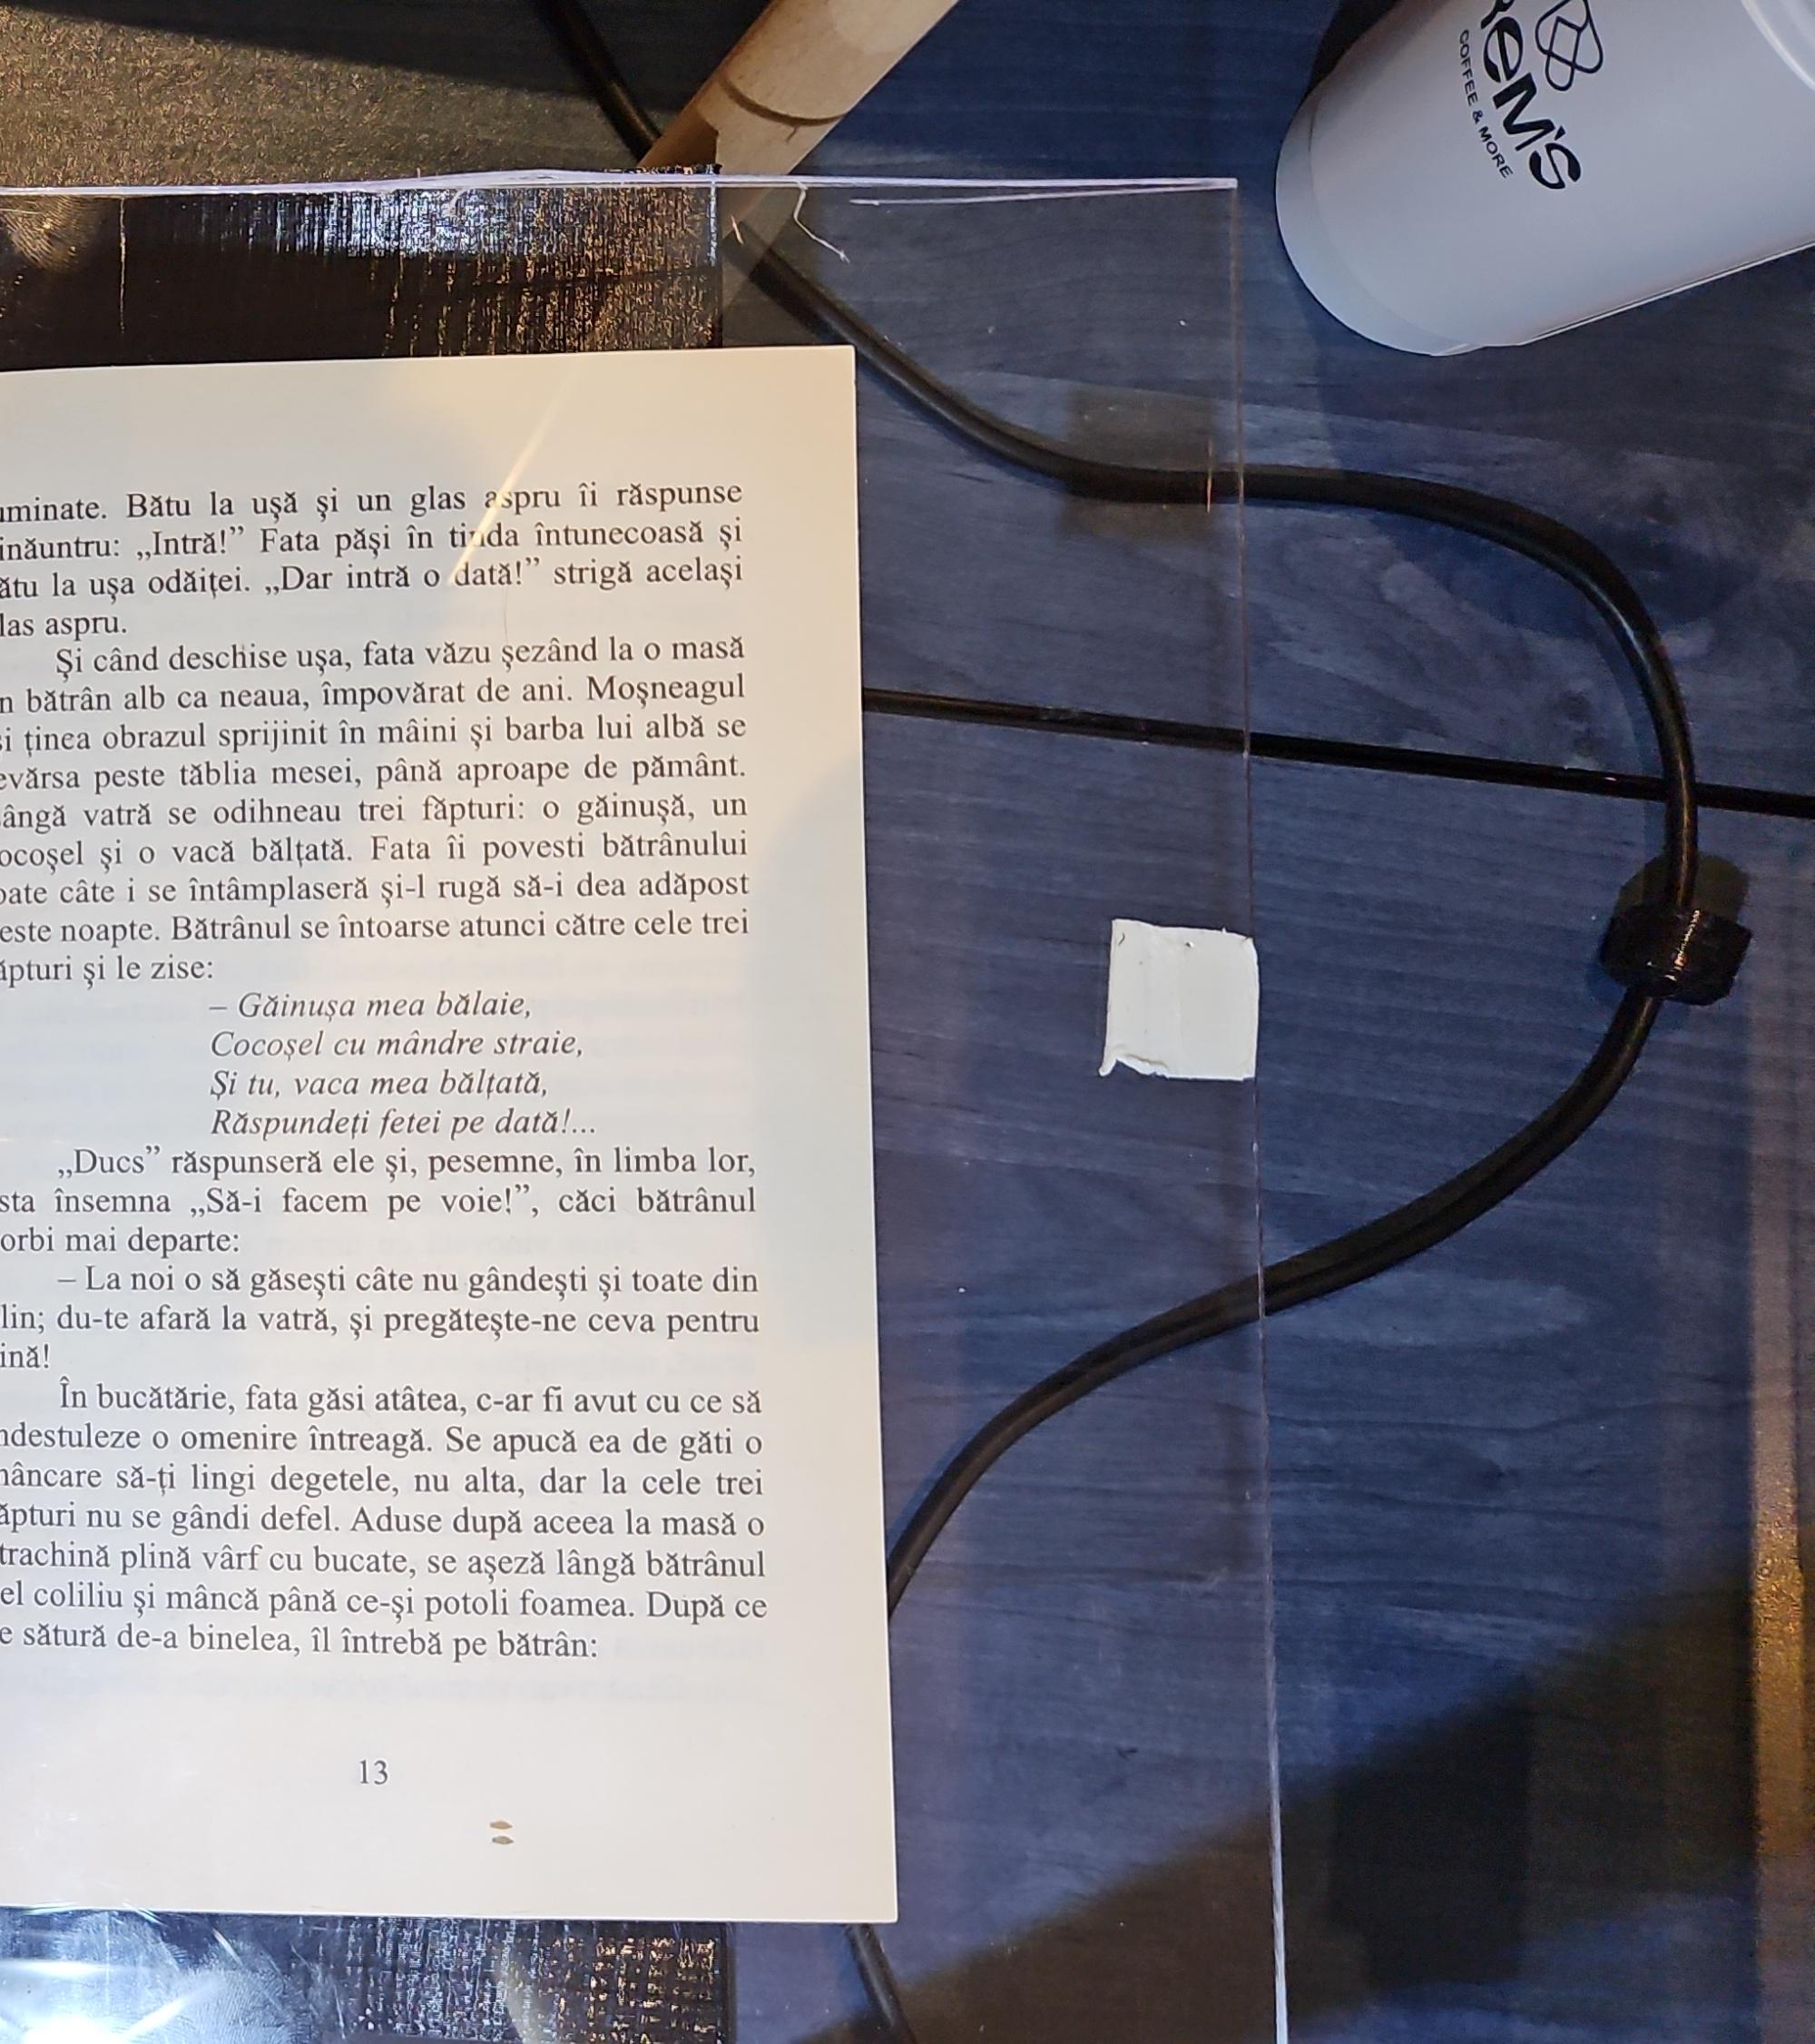 ReM'S
COFFEE & MORE
uminate. Bătu la uşă şi un glas aspru îi răspunse
inăuntru: „Intră!” Fata păşi în tinda întunecoasă şi
ătu la uşa odăiţei. „Dar intră o dată!” strigă acelaşi
las aspru.
Şi când deschise uşa, fata văzu şezând la o masă
n bătrân alb ca neaua, împovărat de ani. Moşneagul
şi ţinea obrazul sprijinit în mâini şi barba lui albă se
evărsa peste tăblia mesei, până aproape de pământ.
ângă vatră se odihneau trei făpturi: o găinuşă, un
ocoşel şi o vacă bălţată. Fata îi povesti bătrânului
oate câte i se întâmplaseră şi-l rugă să-i dea adăpost
este noapte. Bătrânul se întoarse atunci către cele trei
ăpturi şi le zise:
– Găinuşa mea bălaie,
Cocoşel cu mândre straie,
Şi tu, vaca mea bălţată,
Răspundeţi fetei pe dată!...
„Ducs” răspunseră ele şi, pesemne, în limba lor,
sta însemna „Să-i facem pe voie!”, căci bătrânul
orbi mai departe:
– La noi o să găseşti câte nu gândeşti şi toate din
lin; du-te afară la vatră, şi pregăteşte-ne ceva pentru
ină!
În bucătărie, fata găsi atâtea, c-ar fi avut cu ce să
ndestuleze o omenire întreagă. Se apucă ea de găti o
mâncare să-ţi lingi degetele, nu alta, dar la cele trei
ăpturi nu se gândi defel. Aduse după aceea la masă o
trachină plină vârf cu bucate, se aşeză lângă bătrânul
el coliliu şi mâncă până ce-şi potoli foamea. După ce
e sătură de-a binelea, îl întrebă pe bătrân:
13